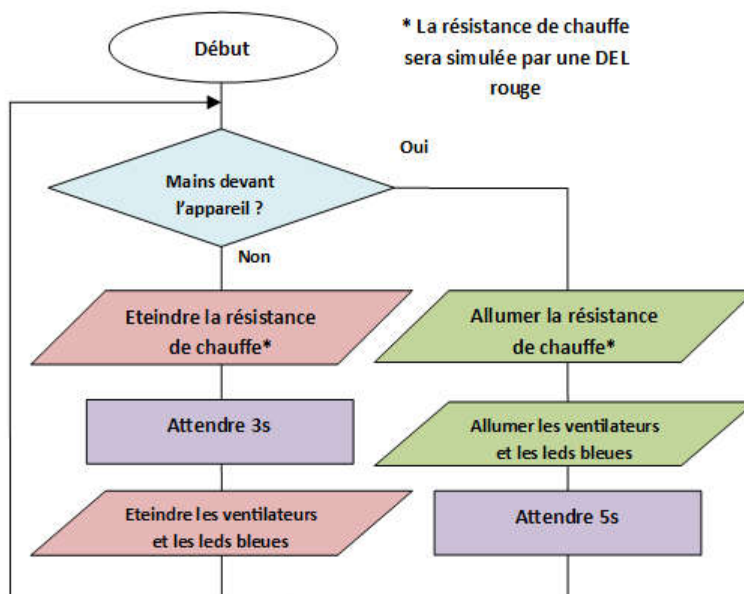 Début
* La résistance de chauffe
sera simulée par une DEL
rouge
Oui
Mains devant
l'appareil ?
Non
Eteindre la résistance
de chauffe*
Allumer la résistance
de chauffe*
Attendre 3s
Allumer les ventilateurs
et les leds bleues
Eteindre les ventilateurs
et les leds bleues
Attendre 5s